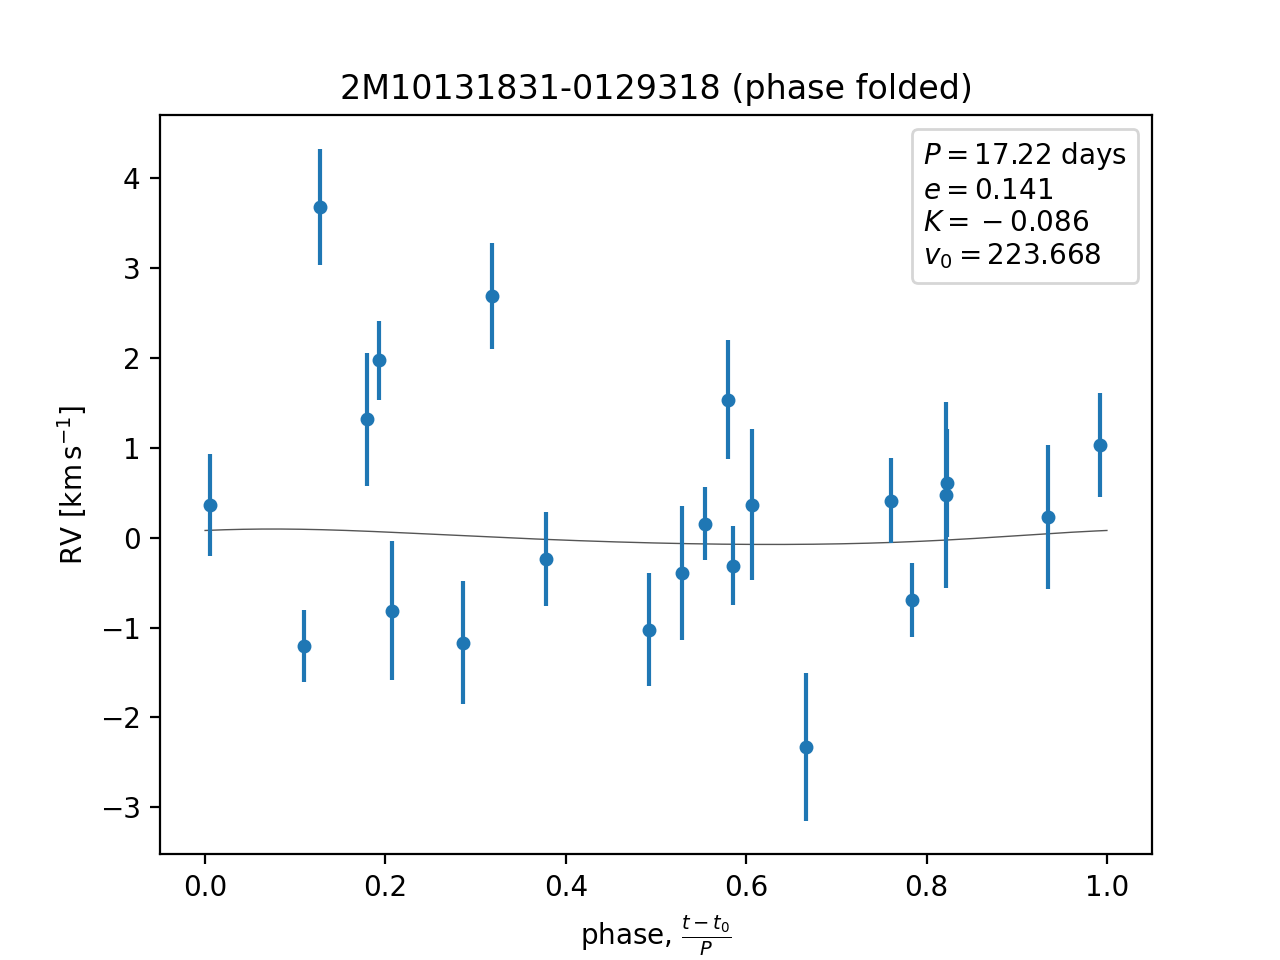 2M10131831-0129318 (phase folded)
P = 17.22 days
e = 0.141
K = −0.086
v₀ = 223.668
RV [km s⁻¹]
4
3
2
1
0
−1
−2
−3
0.0 0.2 0.4 0.6 0.8 1.0
phase, (t − t₀)/P